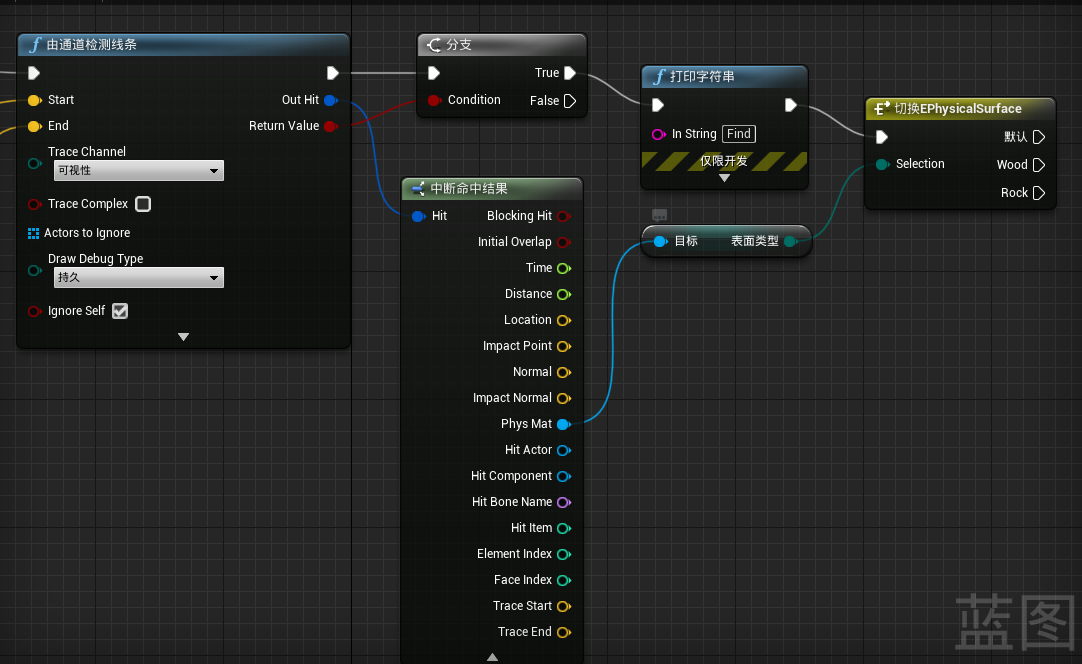 由通道检测线条
Start
Out Hit
End
Return Value
Trace Channel
可视性
Trace Complex
Actors to Ignore
Draw Debug Type
持久
Ignore Self
分支
True
Condition
False
中断命中结果
Hit
Blocking Hit
Initial Overlap
Time
Distance
Location
Impact Point
Normal
Impact Normal
Phys Mat
Hit Actor
Hit Component
Hit Bone Name
Hit Item
Element Index
Face Index
Trace Start
Trace End
打印字符串
In String Find
仅限开发
目标 表面类型
切换EPhysicalSurface
默认
Selection
Wood
Rock
蓝图